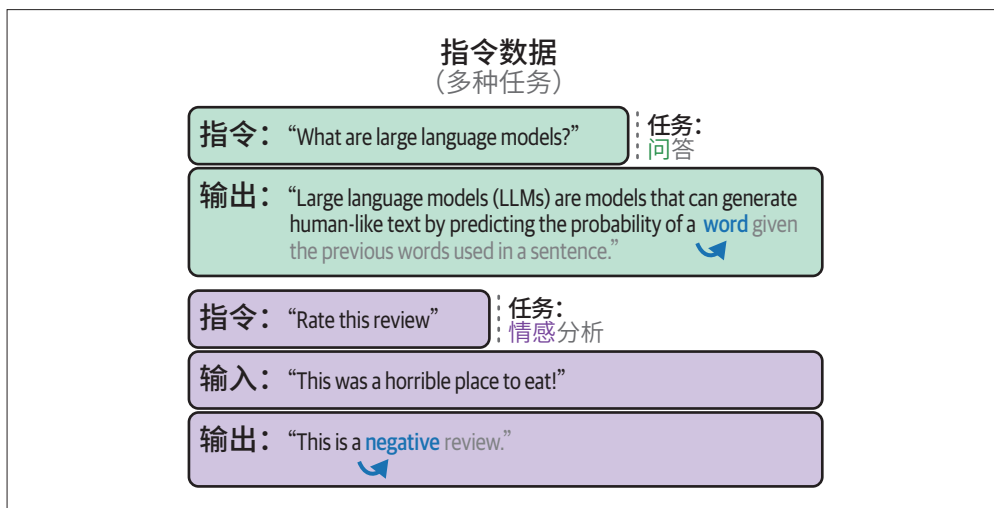 指令数据
（多种任务）
指令： “What are large language models?”
任务：
问答
输出： “Large language models (LLMs) are models that can generate
human-like text by predicting the probability of a word given
the previous words used in a sentence.”
指令： “Rate this review”
任务：
情感分析
输入： “This was a horrible place to eat!”
输出： “This is a negative review.”